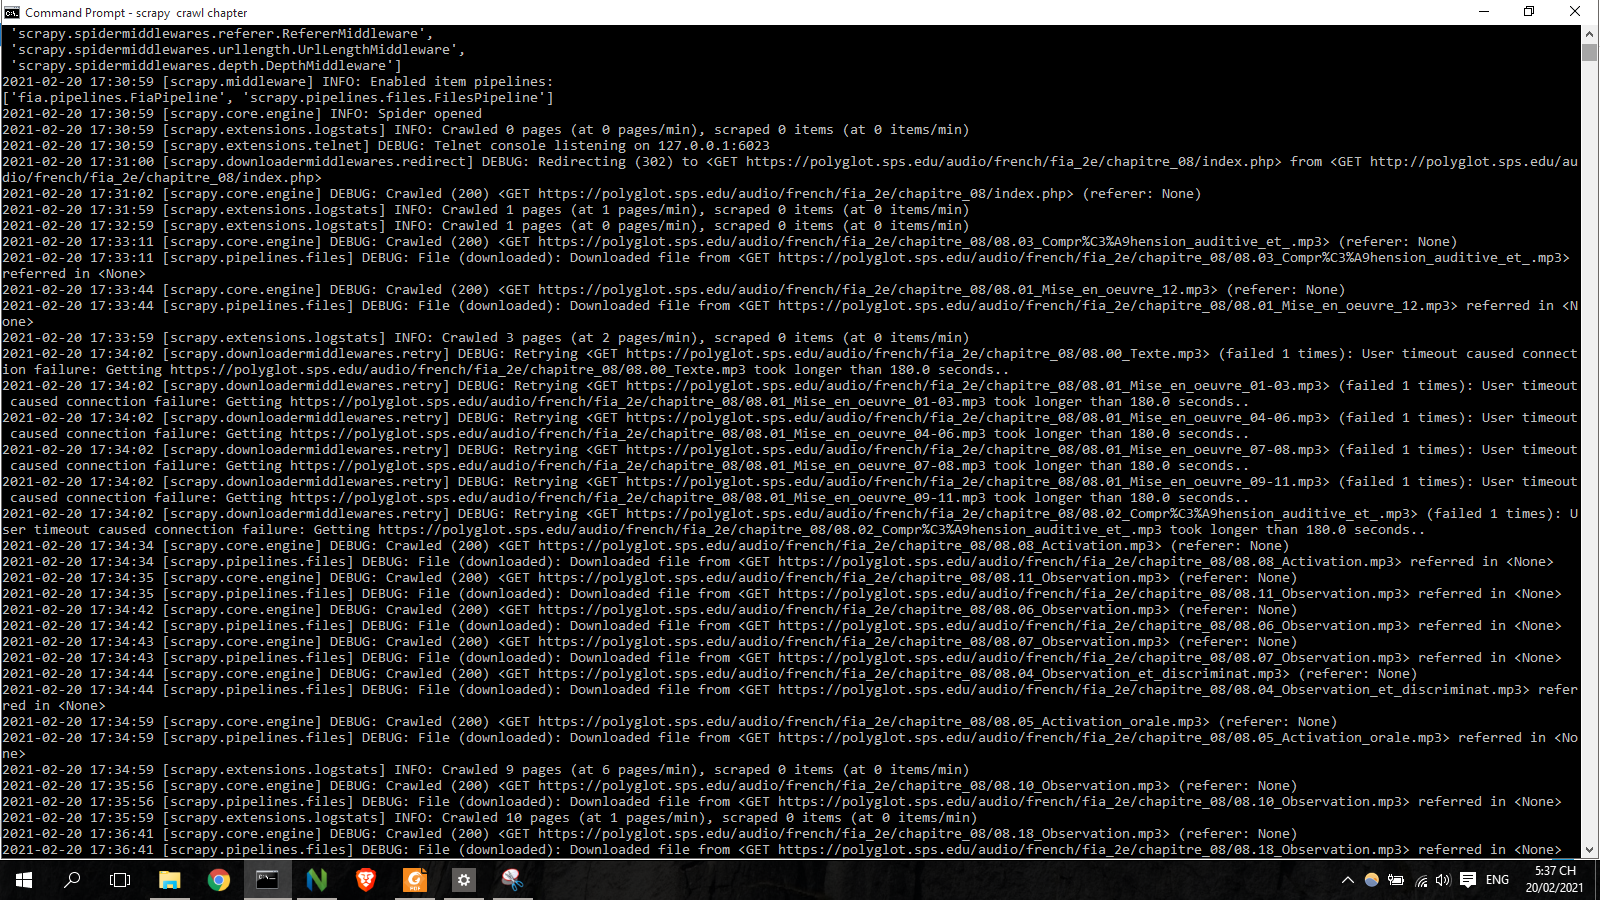 Command Prompt - scrapy  crawl chapter
 'scrapy.spidermiddlewares.referer.RefererMiddleware',
 'scrapy.spidermiddlewares.urllength.UrlLengthMiddleware',
 'scrapy.spidermiddlewares.depth.DepthMiddleware']
2021-02-20 17:30:59 [scrapy.middleware] INFO: Enabled item pipelines:
['fia.pipelines.FiaPipeline', 'scrapy.pipelines.files.FilesPipeline']
2021-02-20 17:30:59 [scrapy.core.engine] INFO: Spider opened
2021-02-20 17:30:59 [scrapy.extensions.logstats] INFO: Crawled 0 pages (at 0 pages/min), scraped 0 items (at 0 items/min)
2021-02-20 17:30:59 [scrapy.extensions.telnet] DEBUG: Telnet console listening on 127.0.0.1:6023
2021-02-20 17:31:00 [scrapy.downloadermiddlewares.redirect] DEBUG: Redirecting (302) to <GET https://polyglot.sps.edu/audio/french/fia_2e/chapitre_08/index.php> from <GET http://polyglot.sps.edu/au
dio/french/fia_2e/chapitre_08/index.php>
2021-02-20 17:31:02 [scrapy.core.engine] DEBUG: Crawled (200) <GET https://polyglot.sps.edu/audio/french/fia_2e/chapitre_08/index.php> (referer: None)
2021-02-20 17:31:59 [scrapy.extensions.logstats] INFO: Crawled 1 pages (at 1 pages/min), scraped 0 items (at 0 items/min)
2021-02-20 17:32:59 [scrapy.extensions.logstats] INFO: Crawled 1 pages (at 0 pages/min), scraped 0 items (at 0 items/min)
2021-02-20 17:33:11 [scrapy.core.engine] DEBUG: Crawled (200) <GET https://polyglot.sps.edu/audio/french/fia_2e/chapitre_08/08.03_Compr%C3%A9hension_auditive_et_.mp3> (referer: None)
2021-02-20 17:33:11 [scrapy.pipelines.files] DEBUG: File (downloaded): Downloaded file from <GET https://polyglot.sps.edu/audio/french/fia_2e/chapitre_08/08.03_Compr%C3%A9hension_auditive_et_.mp3>
referred in <None>
2021-02-20 17:33:44 [scrapy.core.engine] DEBUG: Crawled (200) <GET https://polyglot.sps.edu/audio/french/fia_2e/chapitre_08/08.01_Mise_en_oeuvre_12.mp3> (referer: None)
2021-02-20 17:33:44 [scrapy.pipelines.files] DEBUG: File (downloaded): Downloaded file from <GET https://polyglot.sps.edu/audio/french/fia_2e/chapitre_08/08.01_Mise_en_oeuvre_12.mp3> referred in <N
one>
2021-02-20 17:33:59 [scrapy.extensions.logstats] INFO: Crawled 3 pages (at 2 pages/min), scraped 0 items (at 0 items/min)
2021-02-20 17:34:02 [scrapy.downloadermiddlewares.retry] DEBUG: Retrying <GET https://polyglot.sps.edu/audio/french/fia_2e/chapitre_08/08.00_Texte.mp3> (failed 1 times): User timeout caused connect
ion failure: Getting https://polyglot.sps.edu/audio/french/fia_2e/chapitre_08/08.00_Texte.mp3 took longer than 180.0 seconds..
2021-02-20 17:34:02 [scrapy.downloadermiddlewares.retry] DEBUG: Retrying <GET https://polyglot.sps.edu/audio/french/fia_2e/chapitre_08/08.01_Mise_en_oeuvre_01-03.mp3> (failed 1 times): User timeout
 caused connection failure: Getting https://polyglot.sps.edu/audio/french/fia_2e/chapitre_08/08.01_Mise_en_oeuvre_01-03.mp3 took longer than 180.0 seconds..
2021-02-20 17:34:02 [scrapy.downloadermiddlewares.retry] DEBUG: Retrying <GET https://polyglot.sps.edu/audio/french/fia_2e/chapitre_08/08.01_Mise_en_oeuvre_04-06.mp3> (failed 1 times): User timeout
 caused connection failure: Getting https://polyglot.sps.edu/audio/french/fia_2e/chapitre_08/08.01_Mise_en_oeuvre_04-06.mp3 took longer than 180.0 seconds..
2021-02-20 17:34:02 [scrapy.downloadermiddlewares.retry] DEBUG: Retrying <GET https://polyglot.sps.edu/audio/french/fia_2e/chapitre_08/08.01_Mise_en_oeuvre_07-08.mp3> (failed 1 times): User timeout
 caused connection failure: Getting https://polyglot.sps.edu/audio/french/fia_2e/chapitre_08/08.01_Mise_en_oeuvre_07-08.mp3 took longer than 180.0 seconds..
2021-02-20 17:34:02 [scrapy.downloadermiddlewares.retry] DEBUG: Retrying <GET https://polyglot.sps.edu/audio/french/fia_2e/chapitre_08/08.01_Mise_en_oeuvre_09-11.mp3> (failed 1 times): User timeout
 caused connection failure: Getting https://polyglot.sps.edu/audio/french/fia_2e/chapitre_08/08.01_Mise_en_oeuvre_09-11.mp3 took longer than 180.0 seconds..
2021-02-20 17:34:02 [scrapy.downloadermiddlewares.retry] DEBUG: Retrying <GET https://polyglot.sps.edu/audio/french/fia_2e/chapitre_08/08.02_Compr%C3%A9hension_auditive_et_.mp3> (failed 1 times): U
ser timeout caused connection failure: Getting https://polyglot.sps.edu/audio/french/fia_2e/chapitre_08/08.02_Compr%C3%A9hension_auditive_et_.mp3 took longer than 180.0 seconds..
2021-02-20 17:34:34 [scrapy.core.engine] DEBUG: Crawled (200) <GET https://polyglot.sps.edu/audio/french/fia_2e/chapitre_08/08.08_Activation.mp3> (referer: None)
2021-02-20 17:34:34 [scrapy.pipelines.files] DEBUG: File (downloaded): Downloaded file from <GET https://polyglot.sps.edu/audio/french/fia_2e/chapitre_08/08.08_Activation.mp3> referred in <None>
2021-02-20 17:34:35 [scrapy.core.engine] DEBUG: Crawled (200) <GET https://polyglot.sps.edu/audio/french/fia_2e/chapitre_08/08.11_Observation.mp3> (referer: None)
2021-02-20 17:34:35 [scrapy.pipelines.files] DEBUG: File (downloaded): Downloaded file from <GET https://polyglot.sps.edu/audio/french/fia_2e/chapitre_08/08.11_Observation.mp3> referred in <None>
2021-02-20 17:34:42 [scrapy.core.engine] DEBUG: Crawled (200) <GET https://polyglot.sps.edu/audio/french/fia_2e/chapitre_08/08.06_Observation.mp3> (referer: None)
2021-02-20 17:34:42 [scrapy.pipelines.files] DEBUG: File (downloaded): Downloaded file from <GET https://polyglot.sps.edu/audio/french/fia_2e/chapitre_08/08.06_Observation.mp3> referred in <None>
2021-02-20 17:34:43 [scrapy.core.engine] DEBUG: Crawled (200) <GET https://polyglot.sps.edu/audio/french/fia_2e/chapitre_08/08.07_Observation.mp3> (referer: None)
2021-02-20 17:34:43 [scrapy.pipelines.files] DEBUG: File (downloaded): Downloaded file from <GET https://polyglot.sps.edu/audio/french/fia_2e/chapitre_08/08.07_Observation.mp3> referred in <None>
2021-02-20 17:34:44 [scrapy.core.engine] DEBUG: Crawled (200) <GET https://polyglot.sps.edu/audio/french/fia_2e/chapitre_08/08.04_Observation_et_discriminat.mp3> (referer: None)
2021-02-20 17:34:44 [scrapy.pipelines.files] DEBUG: File (downloaded): Downloaded file from <GET https://polyglot.sps.edu/audio/french/fia_2e/chapitre_08/08.04_Observation_et_discriminat.mp3> refer
red in <None>
2021-02-20 17:34:59 [scrapy.core.engine] DEBUG: Crawled (200) <GET https://polyglot.sps.edu/audio/french/fia_2e/chapitre_08/08.05_Activation_orale.mp3> (referer: None)
2021-02-20 17:34:59 [scrapy.pipelines.files] DEBUG: File (downloaded): Downloaded file from <GET https://polyglot.sps.edu/audio/french/fia_2e/chapitre_08/08.05_Activation_orale.mp3> referred in <No
ne>
2021-02-20 17:34:59 [scrapy.extensions.logstats] INFO: Crawled 9 pages (at 6 pages/min), scraped 0 items (at 0 items/min)
2021-02-20 17:35:56 [scrapy.core.engine] DEBUG: Crawled (200) <GET https://polyglot.sps.edu/audio/french/fia_2e/chapitre_08/08.10_Observation.mp3> (referer: None)
2021-02-20 17:35:56 [scrapy.pipelines.files] DEBUG: File (downloaded): Downloaded file from <GET https://polyglot.sps.edu/audio/french/fia_2e/chapitre_08/08.10_Observation.mp3> referred in <None>
2021-02-20 17:35:59 [scrapy.extensions.logstats] INFO: Crawled 10 pages (at 1 pages/min), scraped 0 items (at 0 items/min)
2021-02-20 17:36:41 [scrapy.core.engine] DEBUG: Crawled (200) <GET https://polyglot.sps.edu/audio/french/fia_2e/chapitre_08/08.18_Observation.mp3> (referer: None)
2021-02-20 17:36:41 [scrapy.pipelines.files] DEBUG: File (downloaded): Downloaded file from <GET https://polyglot.sps.edu/audio/french/fia_2e/chapitre_08/08.18_Observation.mp3> referred in <None>
PDF
ENG
5:37 CH
20/02/2021